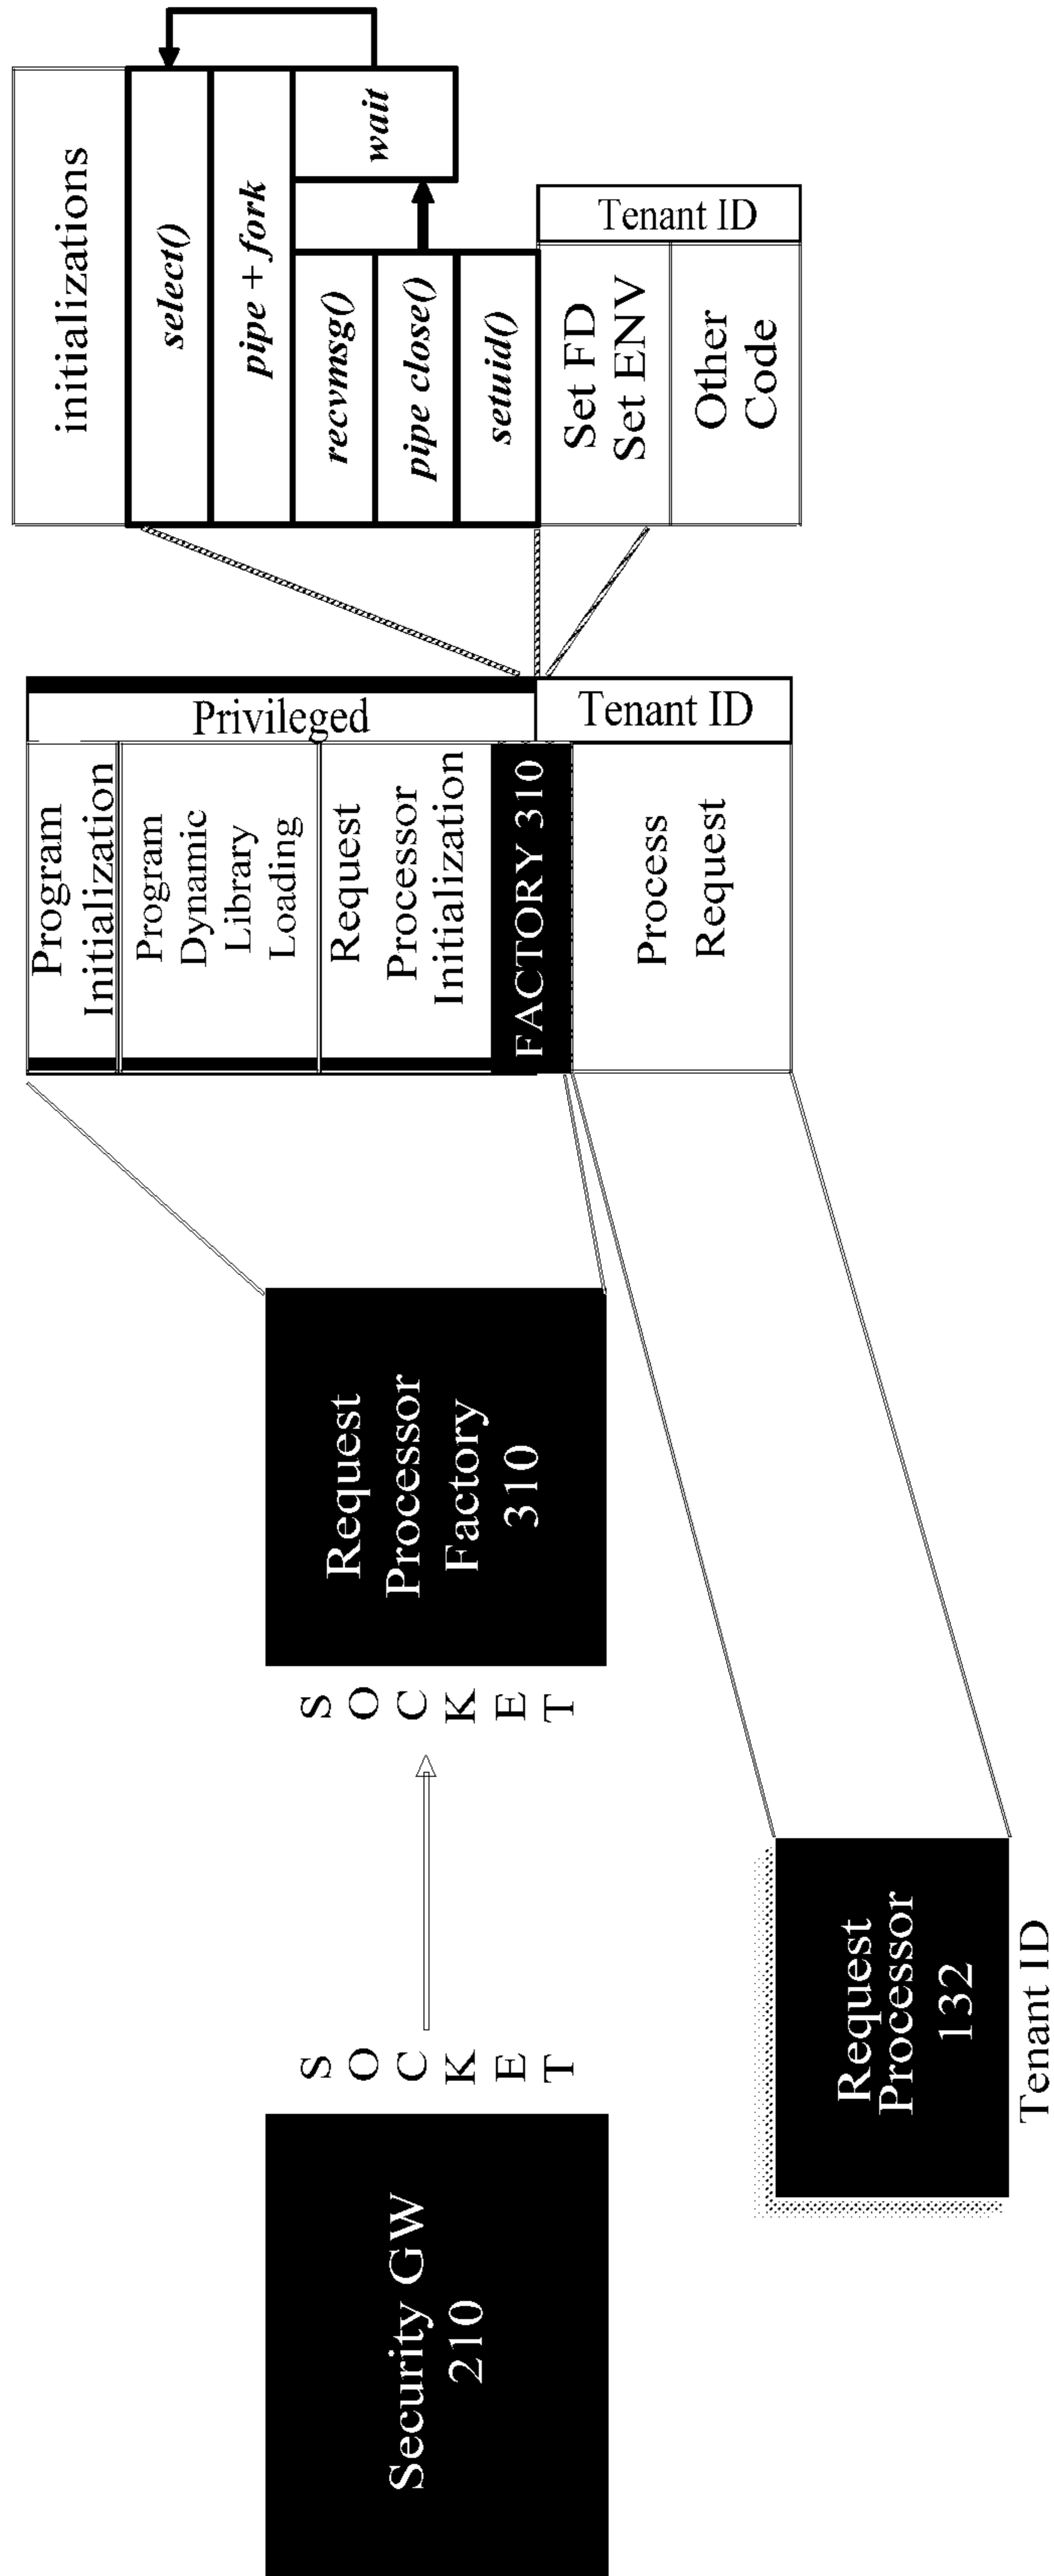 Security GW
210
SOCKET
SOCKET
Request
Processor
Factory
310
Request
Processor
132
Tenant ID
Program
Initialization
Program
Dynamic
Library
Loading
Request
Processor
Initialization
FACTORY 310
Process
Request
Privileged
Tenant ID
initializations
select()
pipe + fork
recvmsg()
pipe close()
setuid()
wait
Set FD
Set ENV
Other
Code
Tenant ID